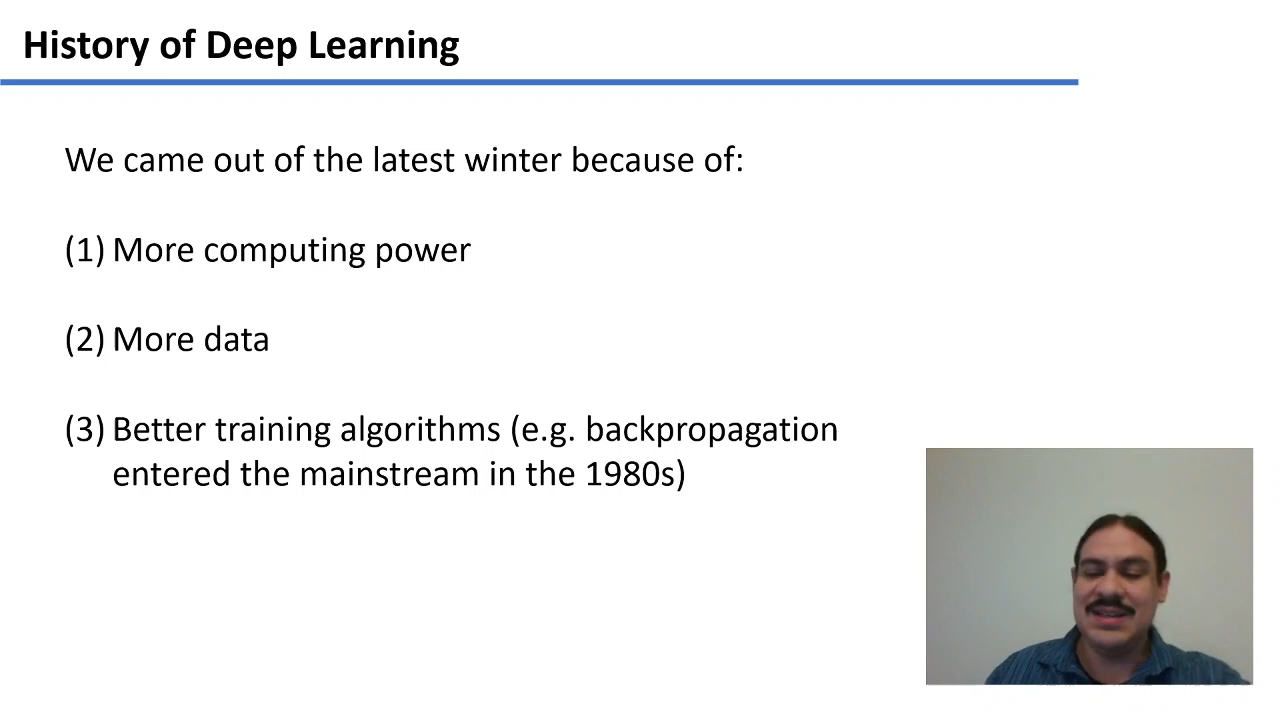 History of Deep Learning
We came out of the latest winter because of:
(1) More computing power
(2) More data
(3) Better training algorithms (e.g. backpropagation
entered the mainstream in the 1980s)